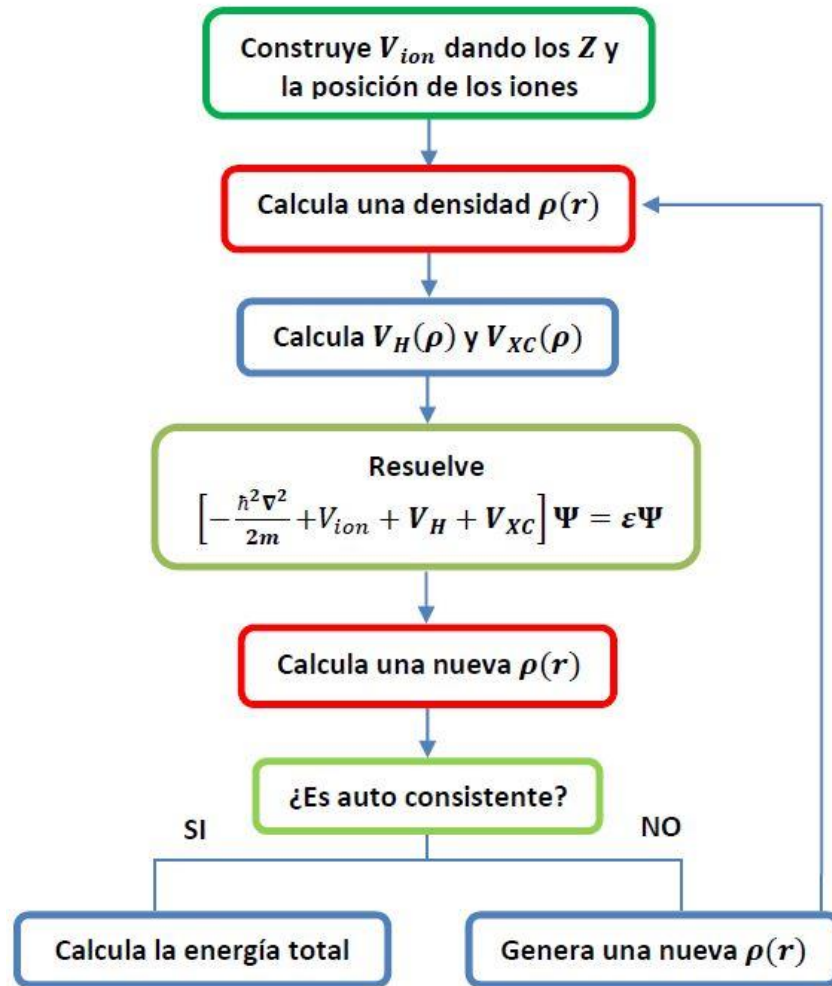 Construye V_ion dando los Z y
la posición de los iones
Calcula una densidad ρ(r)
Calcula V_H(ρ) y V_XC(ρ)
Resuelve
[−ℏ²∇²/2m +V_ion + V_H + V_XC] Ψ = εΨ
Calcula una nueva ρ(r)
¿Es auto consistente?
SI NO
Calcula la energía total
Genera una nueva ρ(r)